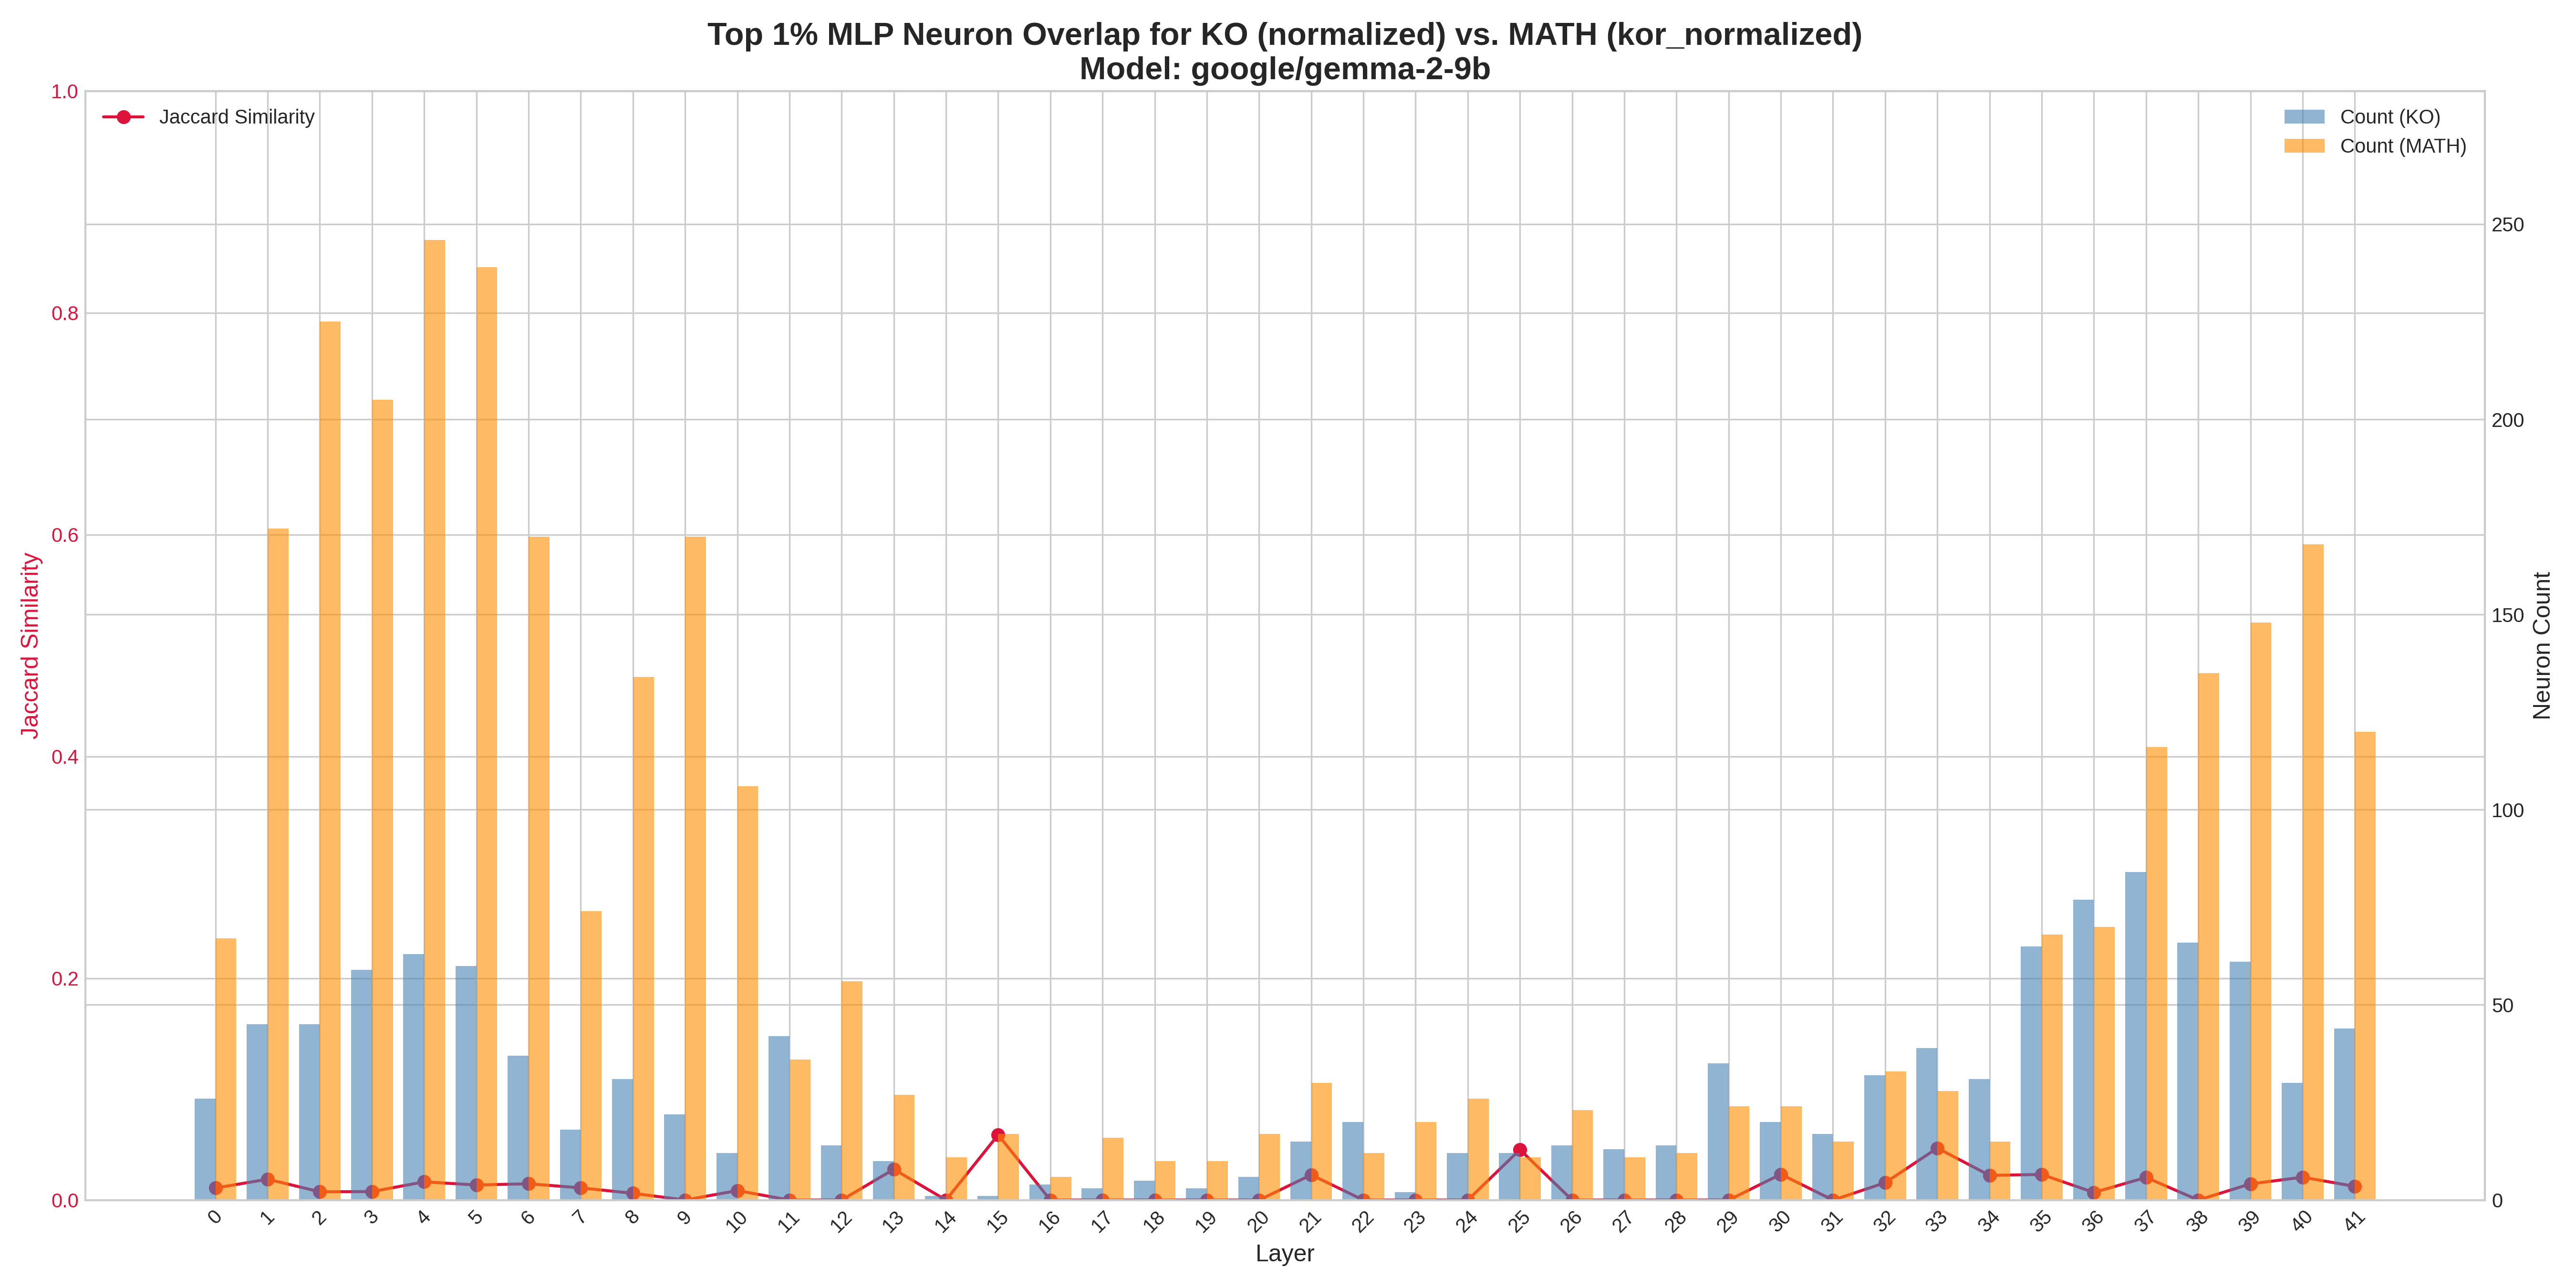 Top 1% MLP Neuron Overlap for KO (normalized) vs. MATH (kor_normalized)
Model: google/gemma-2-9b
Jaccard Similarity
Count (KO)
Count (MATH)
Jaccard Similarity
1.0
0.8
0.6
0.4
0.2
0.0
Neuron Count
250
200
150
100
50
0
0 1 2 3 4 5 6 7 8 9 10 11 12 13 14 15 16 17 18 19 20 21 22 23 24 25 26 27 28 29 30 31 32 33 34 35 36 37 38 39 40 41
Layer